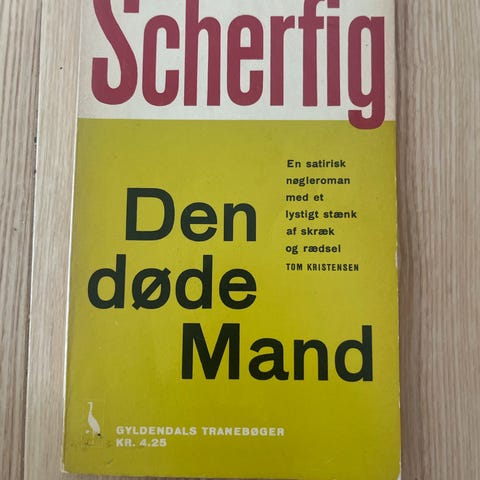 Scherfig
En satirisk
nøgleroman
med et
lystigt stænk
af skræk
og rædsel
TOM KRISTENSEN
Den
døde
Mand
GYLDENDALS TRANEBØGER
KR. 4.25